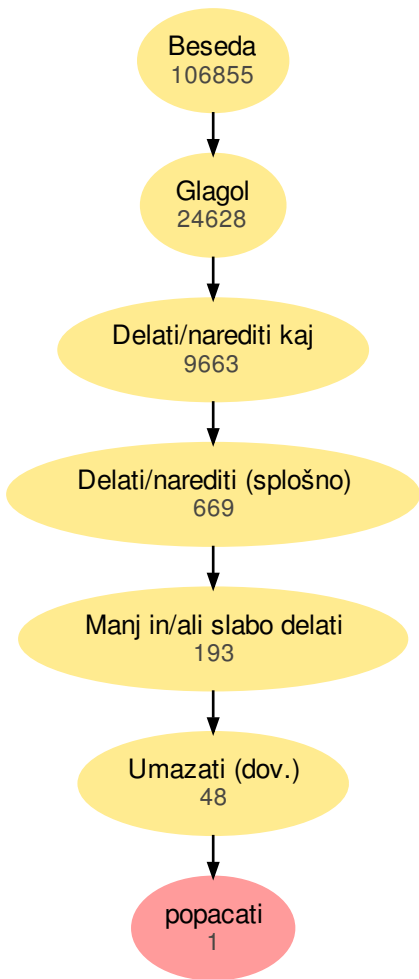 Beseda
106855
Glagol
24628
Delati/narediti kaj
9663
Delati/narediti (splošno)
669
Manj in/ali slabo delati
193
Umazati (dov.)
48
popacati
1